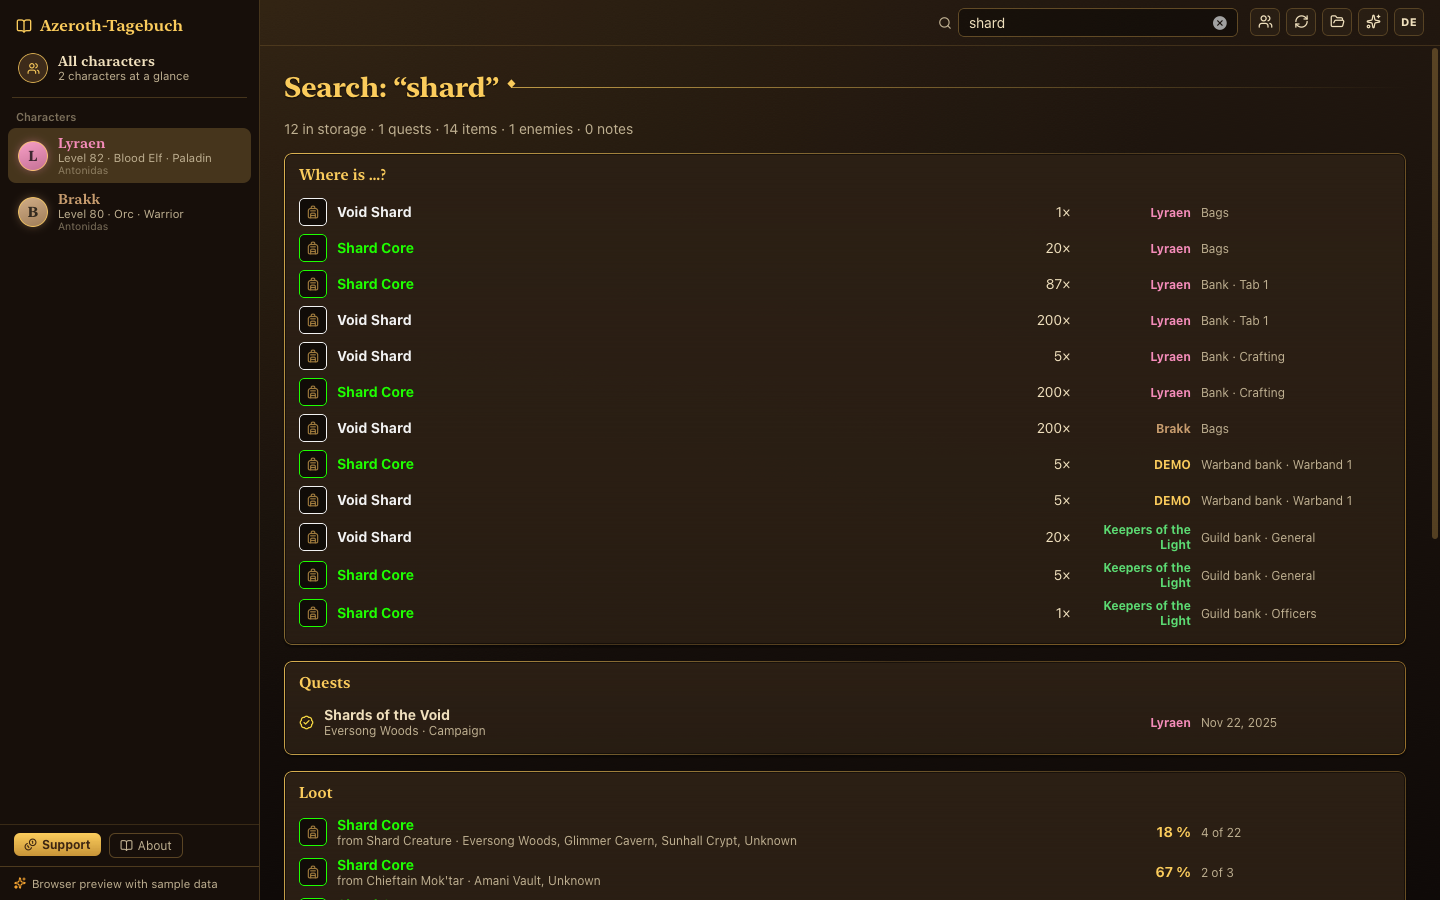 Azeroth-Tagebuch
All characters
2 characters at a glance
Characters
L
Lyraen
Level 82 · Blood Elf · Paladin
Antonidas
B
Brakk
Level 80 · Orc · Warrior
Antonidas
Support
About
Browser preview with sample data
shard
DE
Search: “shard”
12 in storage · 1 quests · 14 items · 1 enemies · 0 notes
Where is ...?
Void Shard 1× Lyraen Bags
Shard Core 20× Lyraen Bags
Shard Core 87× Lyraen Bank · Tab 1
Void Shard 200× Lyraen Bank · Tab 1
Void Shard 5× Lyraen Bank · Crafting
Shard Core 200× Lyraen Bank · Crafting
Void Shard 200× Brakk Bags
Shard Core 5× DEMO Warband bank · Warband 1
Void Shard 5× DEMO Warband bank · Warband 1
Void Shard 20× Keepers of the Light Guild bank · General
Shard Core 5× Keepers of the Light Guild bank · General
Shard Core 1× Keepers of the Light Guild bank · Officers
Quests
Shards of the Void
Eversong Woods · Campaign
Lyraen Nov 22, 2025
Loot
Shard Core
from Shard Creature · Eversong Woods, Glimmer Cavern, Sunhall Crypt, Unknown
18 % 4 of 22
Shard Core
from Chieftain Mok'tar · Amani Vault, Unknown
67 % 2 of 3